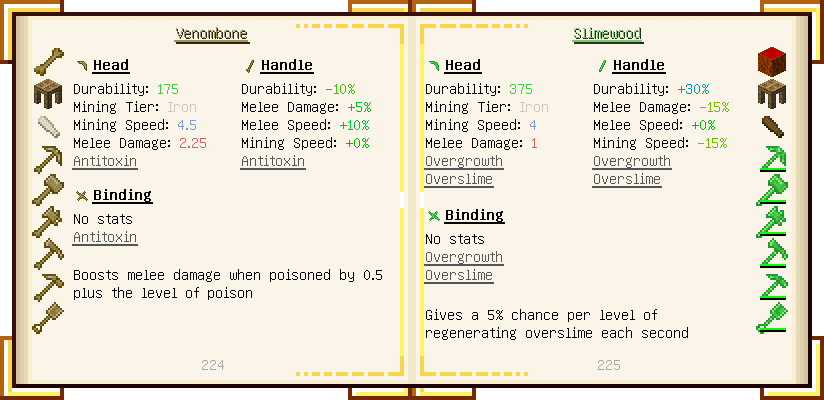 Venombone
Head
Durability: 175
Mining Tier: Iron
Mining Speed: 4.5
Melee Damage: 2.25
Antitoxin
Handle
Durability: -10%
Melee Damage: +5%
Melee Speed: +10%
Mining Speed: +0%
Antitoxin
Binding
No stats
Antitoxin
Boosts melee damage when poisoned by 0.5
plus the level of poison
224
Slimewood
Head
Durability: 375
Mining Tier: Iron
Mining Speed: 4
Melee Damage: 1
Overgrowth
Overslime
Handle
Durability: +30%
Melee Damage: -15%
Melee Speed: +0%
Mining Speed: -15%
Overgrowth
Overslime
Binding
No stats
Overgrowth
Overslime
Gives a 5% chance per level of
regenerating overslime each second
225